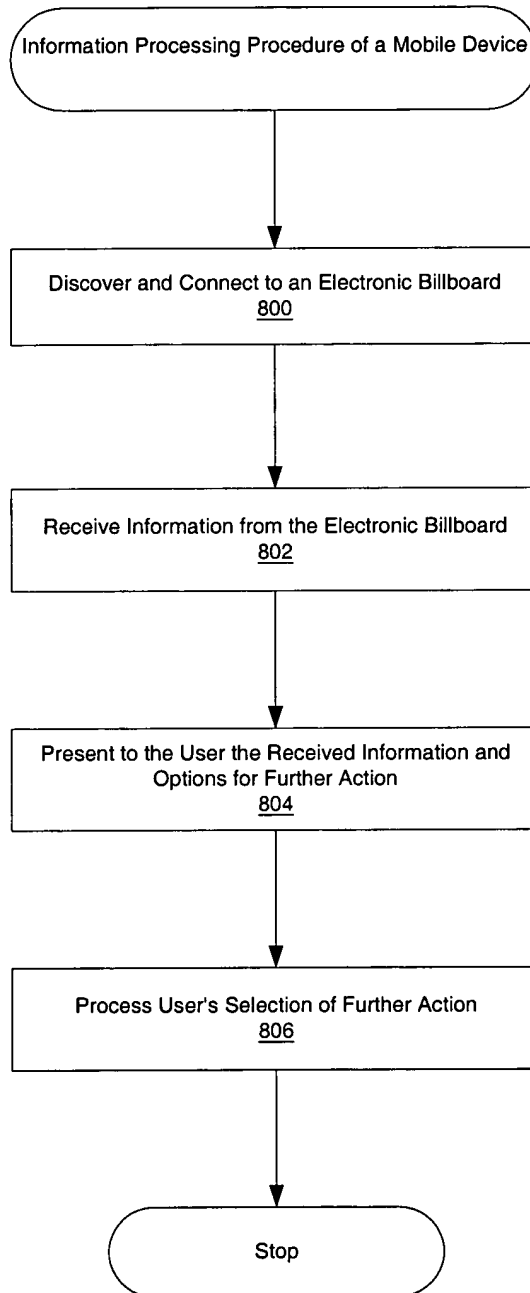 Information Processing Procedure of a Mobile Device
Discover and Connect to an Electronic Billboard
800
Receive Information from the Electronic Billboard
802
Present to the User the Received Information and
Options for Further Action
804
Process User's Selection of Further Action
806
Stop